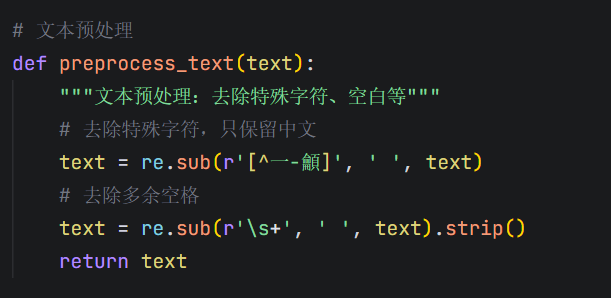 # 文本预处理
def preprocess_text(text):
    """文本预处理：去除特殊字符、空白等"""
    # 去除特殊字符，只保留中文
    text = re.sub(r'[^一-龥]', ' ', text)
    # 去除多余空格
    text = re.sub(r'\s+', ' ', text).strip()
    return text